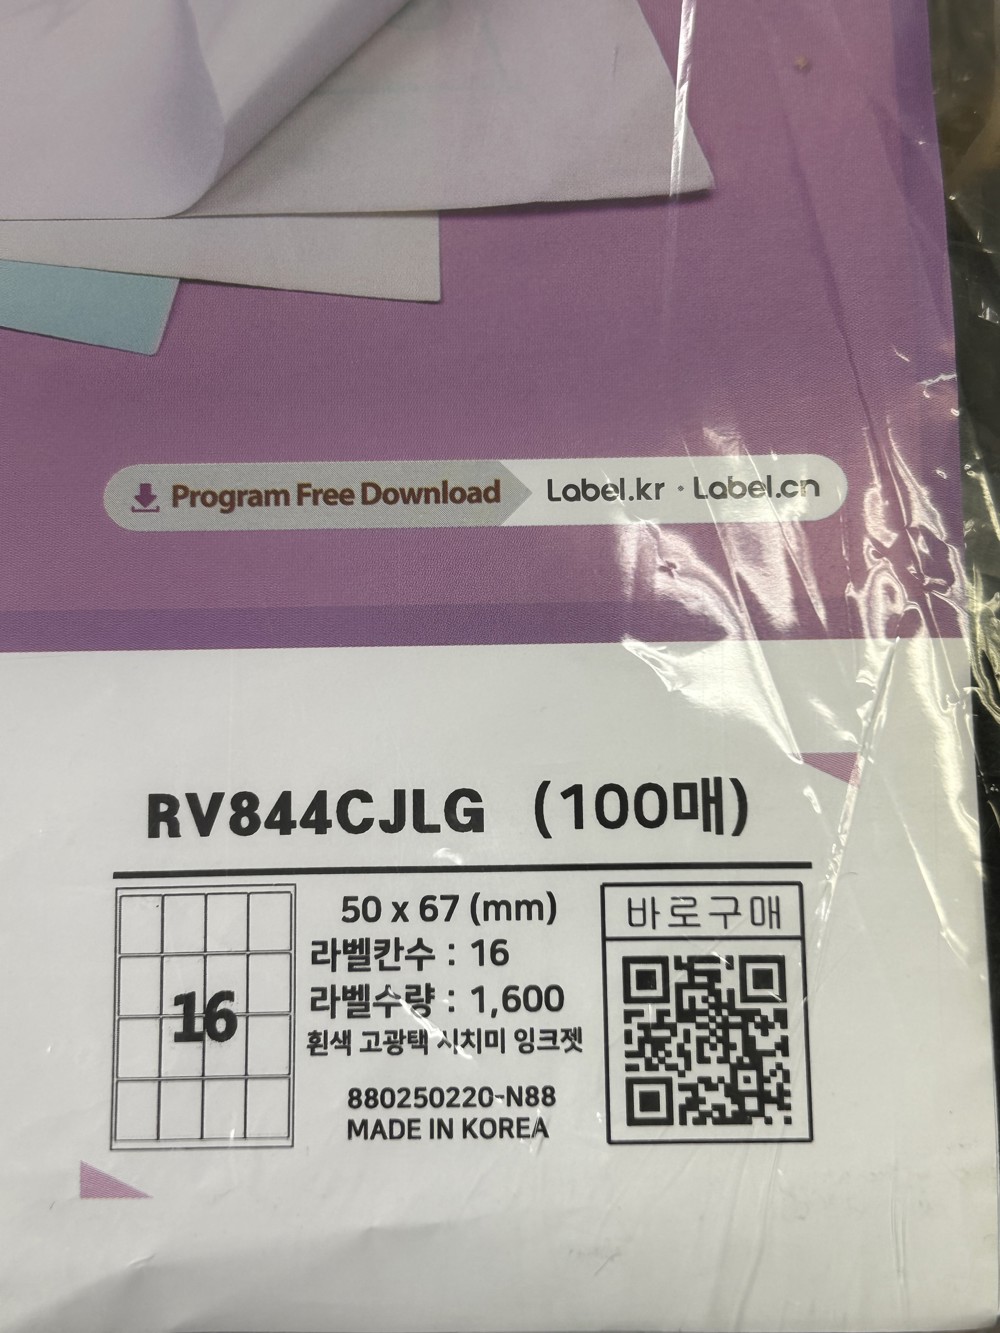 Program Free Download Label.kr · Label.cn
RV844CJLG (100매)
50 x 67 (mm)
라벨칸수 : 16
라벨수량 : 1,600
흰색 고광택 시치미 잉크젯
880250220-N88
MADE IN KOREA
16
바로구매